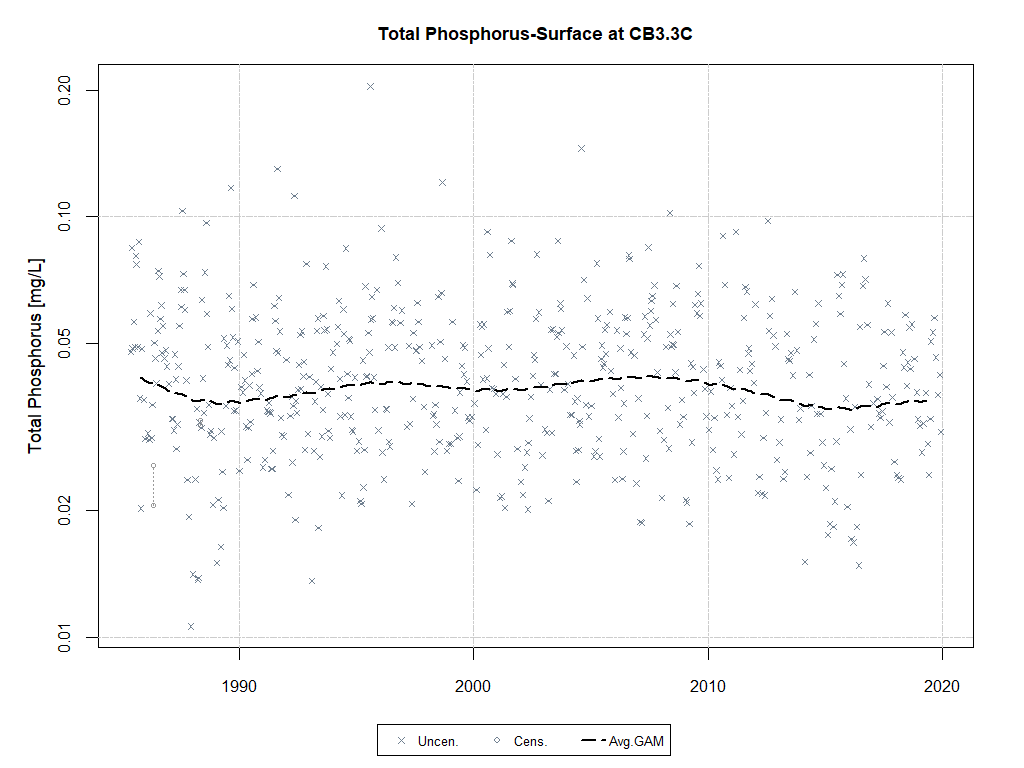 Total Phosphorus-Surface at CB3.3C
Total Phosphorus [mg/L]
0.20
0.10
0.05
0.02
0.01
1990 2000 2010 2020
Uncen. Cens. Avg.GAM